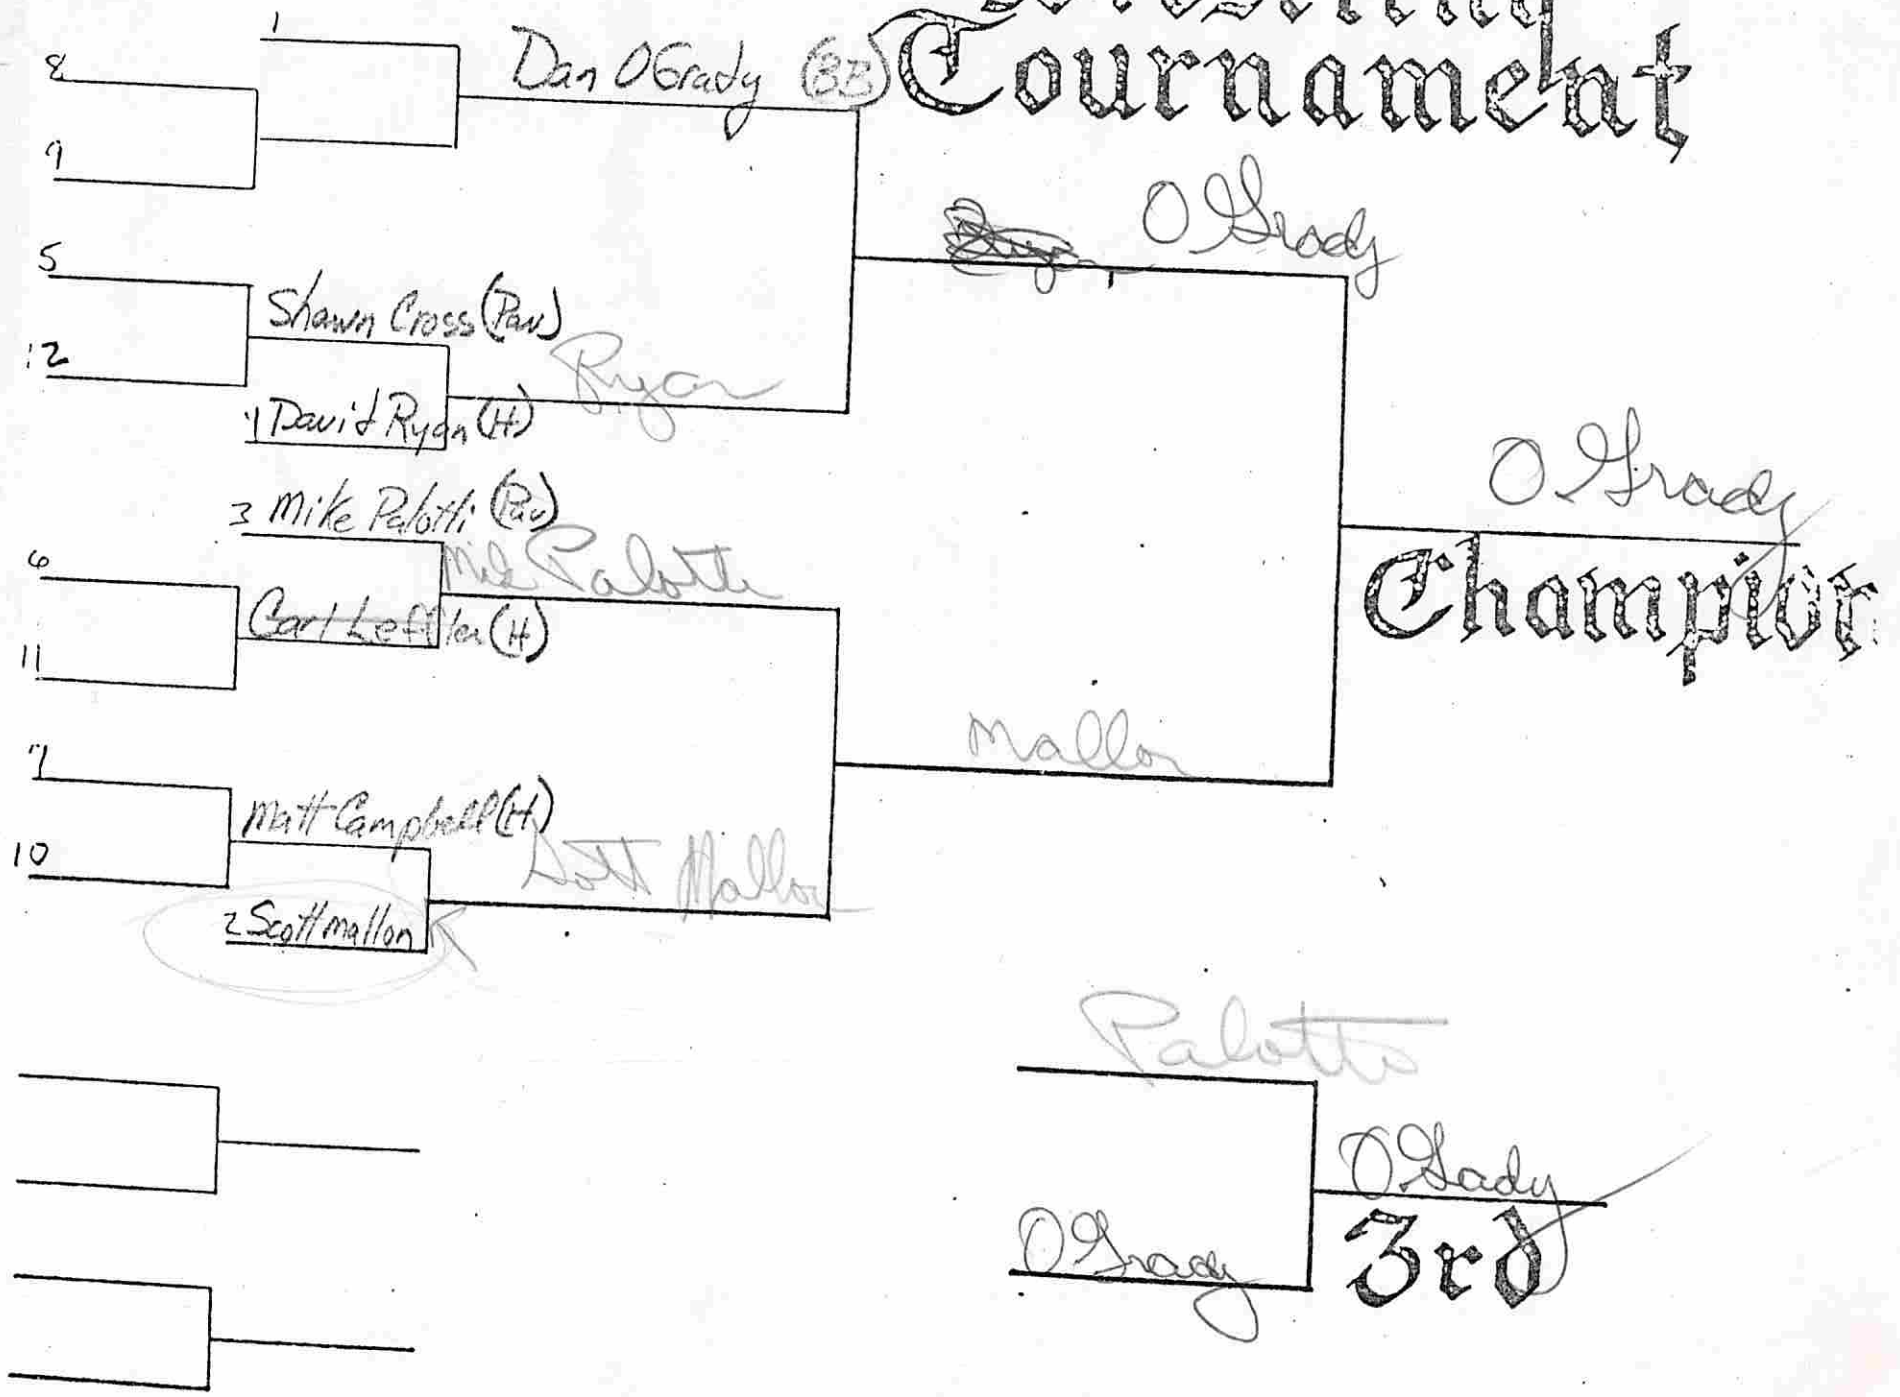 Wrestling
Tournament
1
Dan OGrady (BB)
8
9
O Grady
5
Shawn Cross (Pav)
12
Ryan
4 David Ryan (H)
O Grady
Champion
3 Mike Palotti (Pav)
Mike Palotti
6
Carl Leffler (H)
11
Mallon
7
Matt Campbell (H)
10
Scott Mallon
2 Scott Mallon
Palotti
O Grady
3rd
O Grady